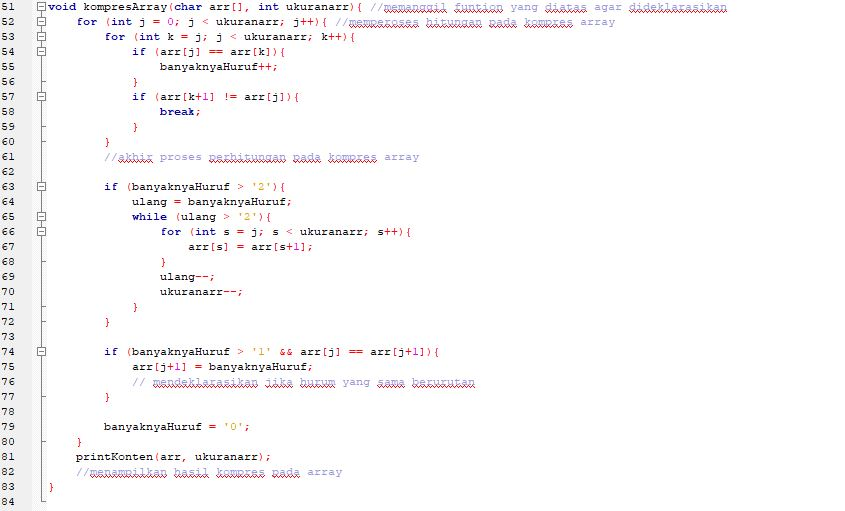 51 void kompresArray(char arr[], int ukuranarr){ //memanggil funtion yang diatas agar dideklarasikan
52 for (int j = 0; j < ukuranarr; j++){ //memperoses hitungan pada kompres array
53 for (int k = j; j < ukuranarr; k++){
54 if (arr[j] == arr[k]){
55 banyaknyaHuruf++;
56 }
57 if (arr[k+1] != arr[j]){
58 break;
59 }
60 }
61 //akhir proses perhitungan pada kompres array
62
63 if (banyaknyaHuruf > '2'){
64 ulang = banyaknyaHuruf;
65 while (ulang > '2'){
66 for (int s = j; s < ukuranarr; s++){
67 arr[s] = arr[s+1];
68 }
69 ulang--;
70 ukuranarr--;
71 }
72 }
73
74 if (banyaknyaHuruf > '1' && arr[j] == arr[j+1]){
75 arr[j+1] = banyaknyaHuruf;
76 // mendeklarasikan jika hurum yang sama berurutan
77 }
78
79 banyaknyaHuruf = '0';
80 }
81 printKonten(arr, ukuranarr);
82 //menampilkan hasil kompres pada array
83 }
84